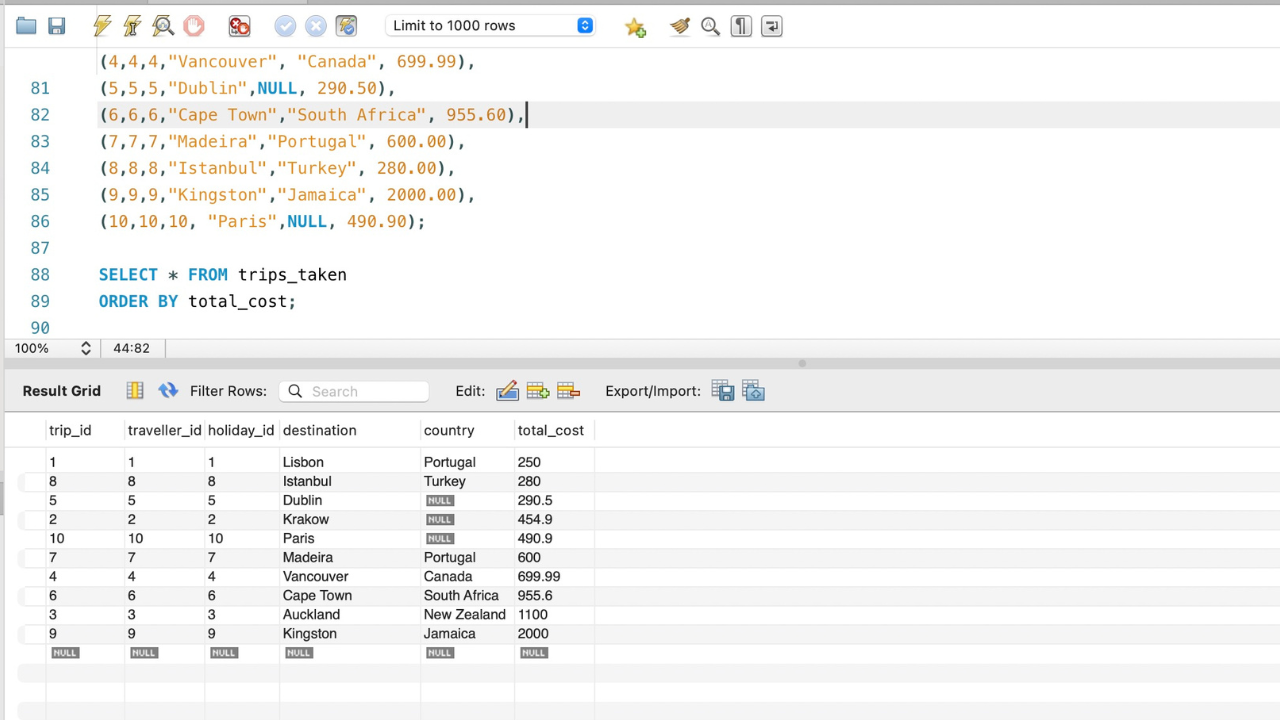 Limit to 1000 rows
(4,4,4,"Vancouver", "Canada", 699.99),
81 (5,5,5,"Dublin",NULL, 290.50),
82 (6,6,6,"Cape Town","South Africa", 955.60),
83 (7,7,7,"Madeira","Portugal", 600.00),
84 (8,8,8,"Istanbul","Turkey", 280.00),
85 (9,9,9,"Kingston","Jamaica", 2000.00),
86 (10,10,10, "Paris",NULL, 490.90);
87
88 SELECT * FROM trips_taken
89 ORDER BY total_cost;
90
100% 44:82
Result Grid Filter Rows: Search Edit: Export/Import:
trip_id traveller_id holiday_id destination country total_cost
1 1 1 Lisbon Portugal 250
8 8 8 Istanbul Turkey 280
5 5 5 Dublin NULL 290.5
2 2 2 Krakow NULL 454.9
10 10 10 Paris NULL 490.9
7 7 7 Madeira Portugal 600
4 4 4 Vancouver Canada 699.99
6 6 6 Cape Town South Africa 955.6
3 3 3 Auckland New Zealand 1100
9 9 9 Kingston Jamaica 2000
NULL NULL NULL NULL NULL NULL